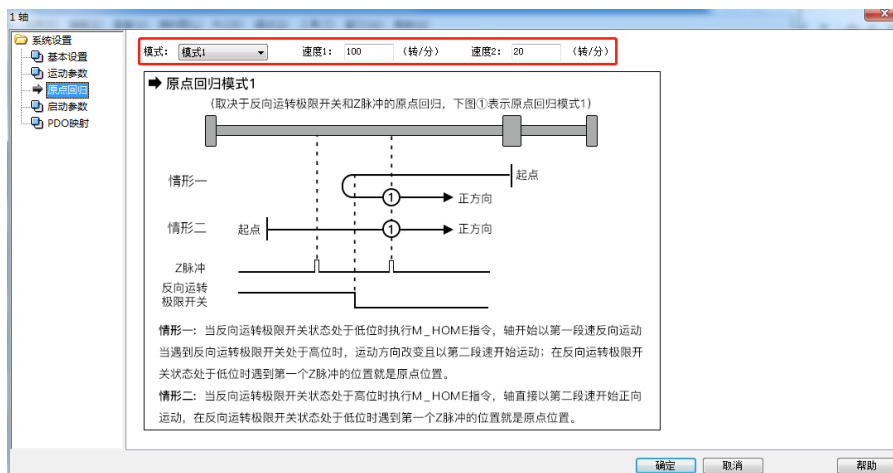 1 轴
系统设置
基本设置
运动参数
原点回归
启动参数
PDO映射
模式： 模式1 速度1： 100 （转/分） 速度2： 20 （转/分）
原点回归模式1
(取决于反向运转极限开关和Z脉冲的原点回归，下图①表示原点回归模式1)
情形一
起点
① 正方向
情形二 起点 ① 正方向
Z脉冲
反向运转
极限开关
情形一：当反向运转极限开关状态处于低位时执行M_HOME指令，轴开始以第一段速反向运动
当遇到反向运转极限开关处于高位时，运动方向改变且以第二段速开始运动；在反向运转极限开
关状态处于低位时遇到第一个Z脉冲的位置就是原点位置。
情形二：当反向运转极限开关状态处于高位时执行M_HOME指令，轴直接以第二段速开始正向
运动，在反向运转极限开关状态处于低位时遇到第一个Z脉冲的位置就是原点位置。
确定 取消 帮助